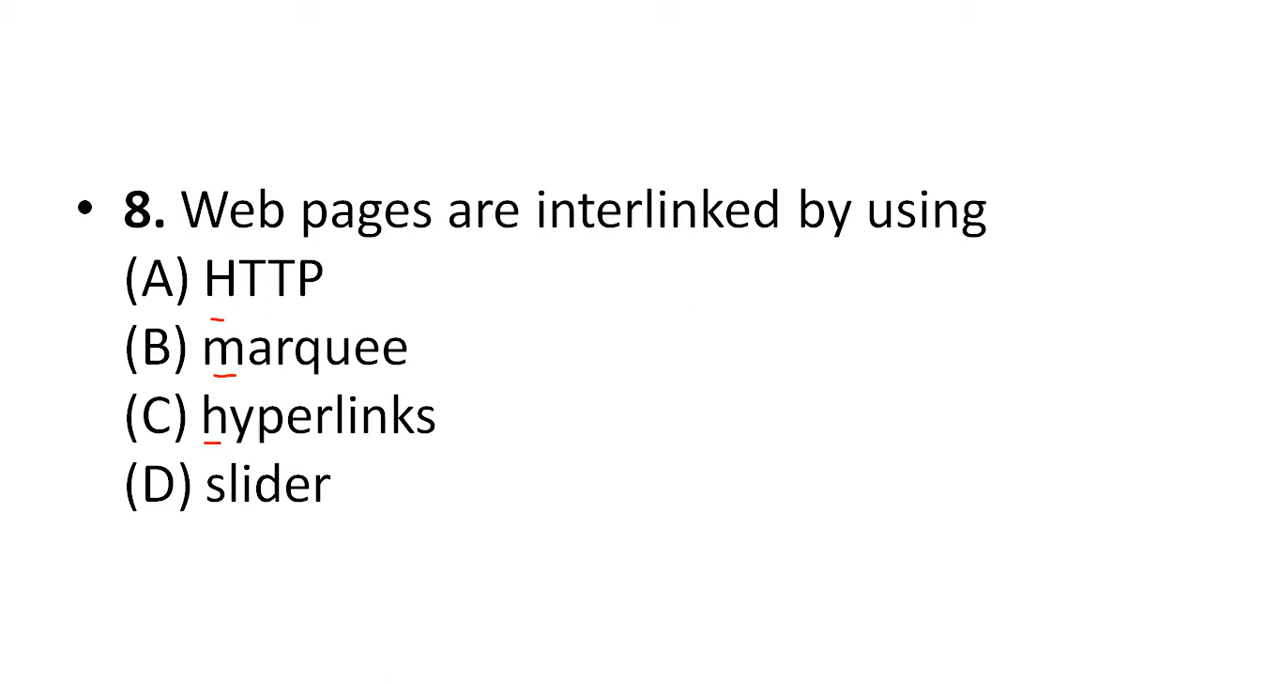 • 8. Web pages are interlinked by using
(A) HTTP
(B) marquee
(C) hyperlinks
(D) slider